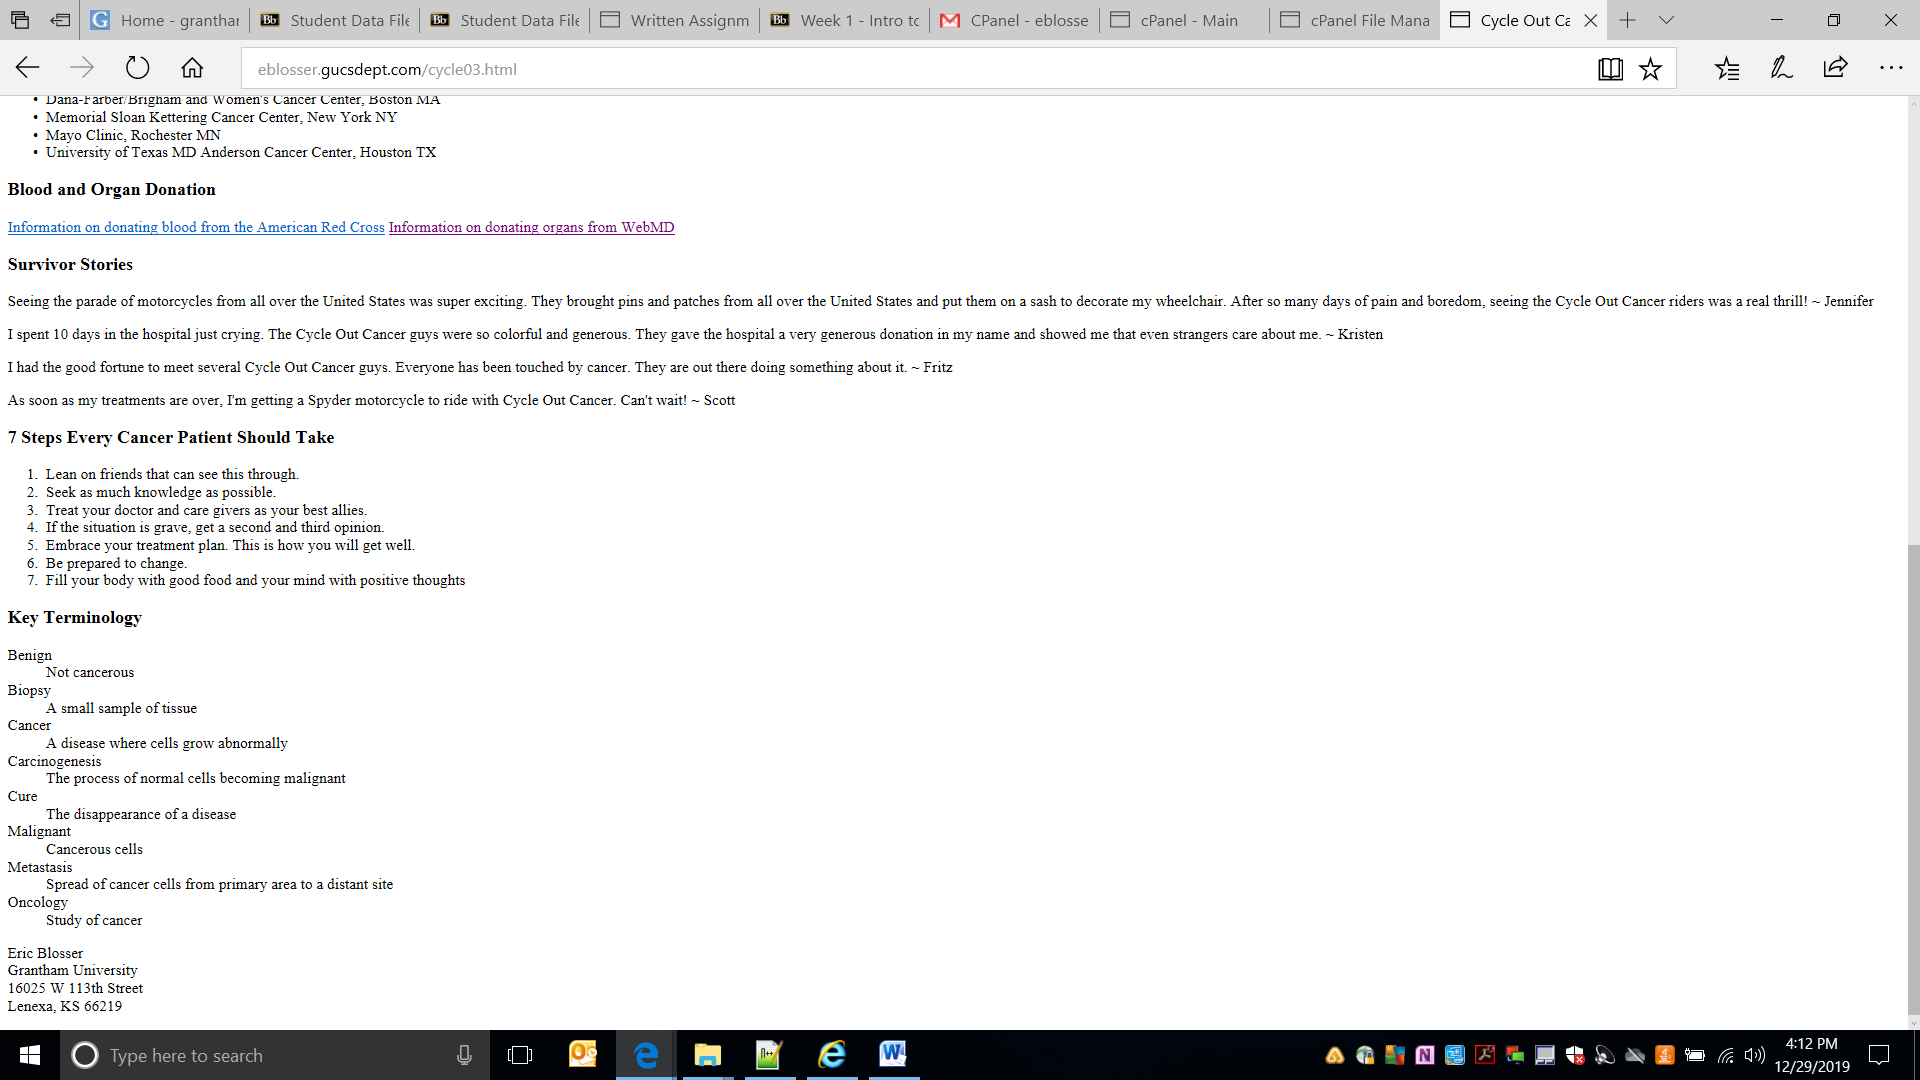 Home - granthar
Student Data File
Student Data File
Written Assignm
Week 1 - Intro to
CPanel - eblosse
cPanel - Main
cPanel File Mana
Cycle Out Ca
eblosser.gucsdept.com/cycle03.html
• Dana-Farber/Brigham and Women's Cancer Center, Boston MA
• Memorial Sloan Kettering Cancer Center, New York NY
• Mayo Clinic, Rochester MN
• University of Texas MD Anderson Cancer Center, Houston TX
Blood and Organ Donation
Information on donating blood from the American Red Cross Information on donating organs from WebMD
Survivor Stories
Seeing the parade of motorcycles from all over the United States was super exciting. They brought pins and patches from all over the United States and put them on a sash to decorate my wheelchair. After so many days of pain and boredom, seeing the Cycle Out Cancer riders was a real thrill! ~ Jennifer
I spent 10 days in the hospital just crying. The Cycle Out Cancer guys were so colorful and generous. They gave the hospital a very generous donation in my name and showed me that even strangers care about me. ~ Kristen
I had the good fortune to meet several Cycle Out Cancer guys. Everyone has been touched by cancer. They are out there doing something about it. ~ Fritz
As soon as my treatments are over, I'm getting a Spyder motorcycle to ride with Cycle Out Cancer. Can't wait! ~ Scott
7 Steps Every Cancer Patient Should Take
1. Lean on friends that can see this through.
2. Seek as much knowledge as possible.
3. Treat your doctor and care givers as your best allies.
4. If the situation is grave, get a second and third opinion.
5. Embrace your treatment plan. This is how you will get well.
6. Be prepared to change.
7. Fill your body with good food and your mind with positive thoughts
Key Terminology
Benign
Not cancerous
Biopsy
A small sample of tissue
Cancer
A disease where cells grow abnormally
Carcinogenesis
The process of normal cells becoming malignant
Cure
The disappearance of a disease
Malignant
Cancerous cells
Metastasis
Spread of cancer cells from primary area to a distant site
Oncology
Study of cancer
Eric Blosser
Grantham University
16025 W 113th Street
Lenexa, KS 66219
Type here to search
4:12 PM
12/29/2019